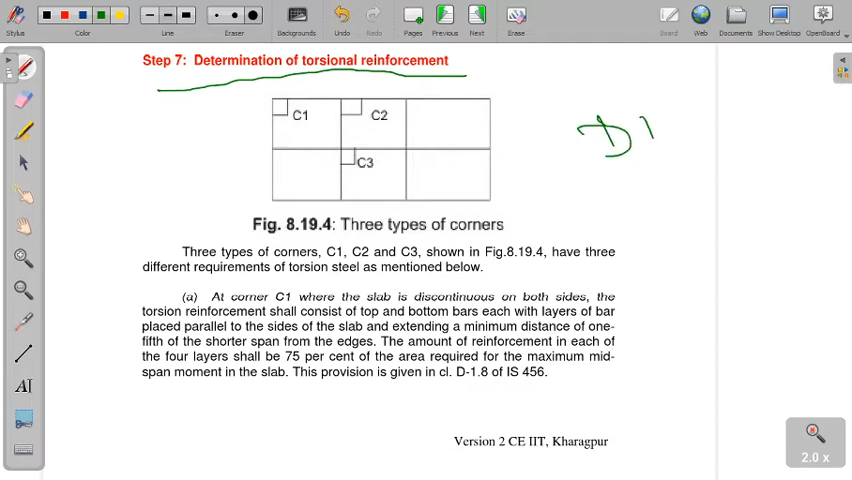 Stylus
Color
Line
Eraser
Backgrounds
Undo
Redo
Pages
Previous
Next
Erase
Board
Web
Documents
Show Desktop
OpenBoard
Step 7: Determination of torsional reinforcement
C1
C2
C3
D
Fig. 8.19.4: Three types of corners
Three types of corners, C1, C2 and C3, shown in Fig.8.19.4, have three
different requirements of torsion steel as mentioned below.
(a) At corner C1 where the slab is discontinuous on both sides, the
torsion reinforcement shall consist of top and bottom bars each with layers of bar
placed parallel to the sides of the slab and extending a minimum distance of one-
fifth of the shorter span from the edges. The amount of reinforcement in each of
the four layers shall be 75 per cent of the area required for the maximum mid-
span moment in the slab. This provision is given in cl. D-1.8 of IS 456.
Version 2 CE IIT, Kharagpur
AI
2.0 x